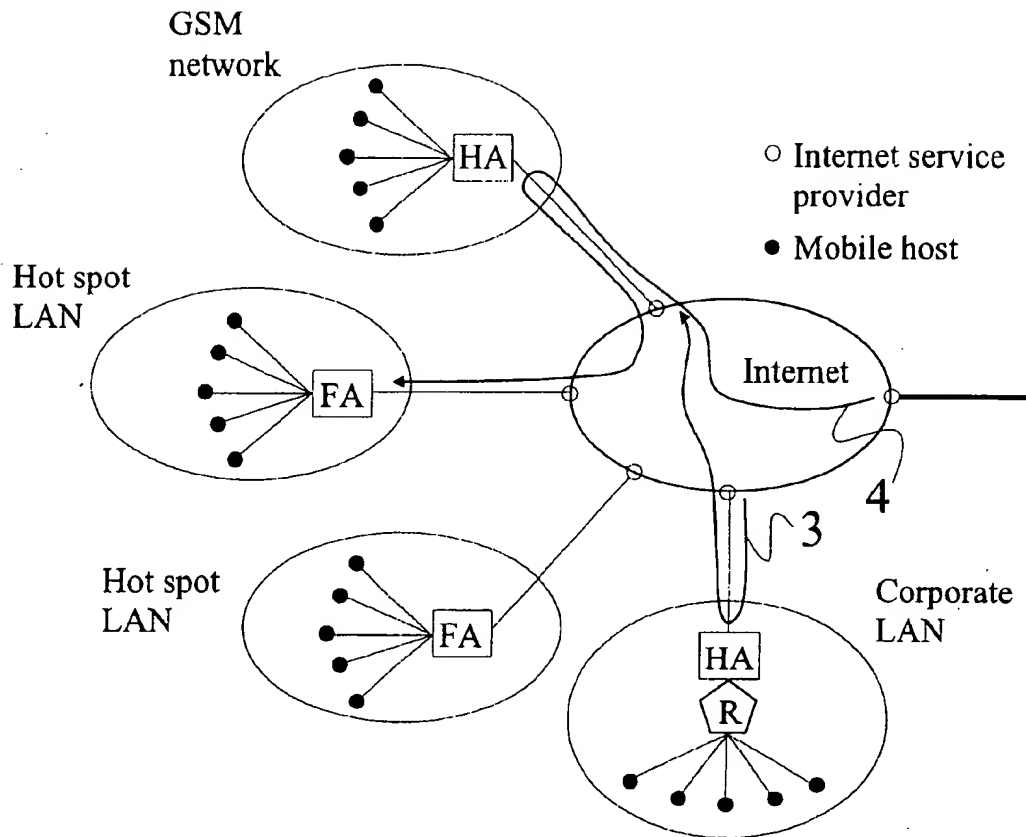 GSM
network
HA
Internet service
provider
Mobile host
Hot spot
LAN
FA
Internet
4
3
Hot spot
LAN
FA
Corporate
LAN
HA
R